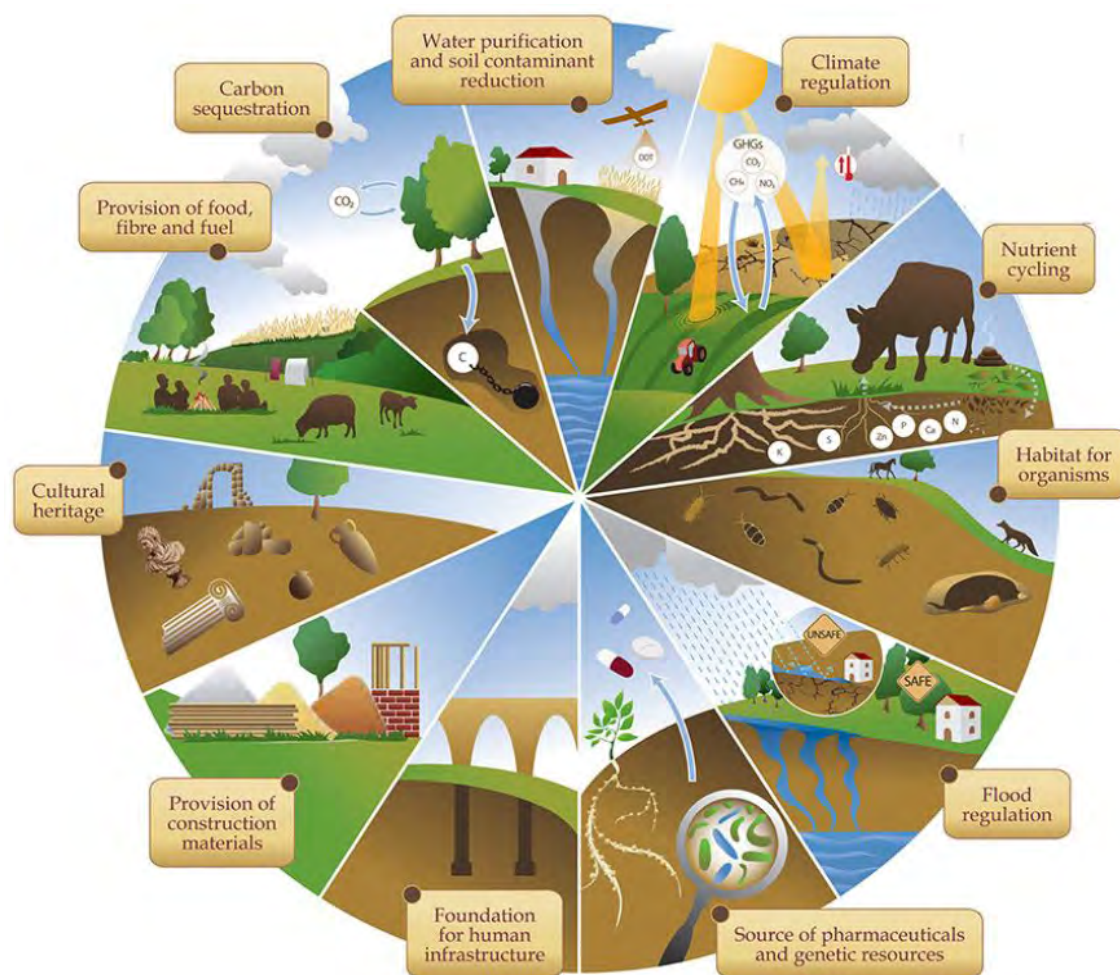 Water purification
and soil contaminant
reduction
Climate
regulation
Carbon
sequestration
Provision of food,
fibre and fuel
Nutrient
cycling
Habitat for
organisms
Cultural
heritage
Flood
regulation
Provision of
construction
materials
Foundation
for human
infrastructure
Source of pharmaceuticals
and genetic resources
DDT
GHGs
CO₂
CH₄
NOₓ
CO₂
C
K
S
Zn
P
Ca
N
UNSAFE
SAFE